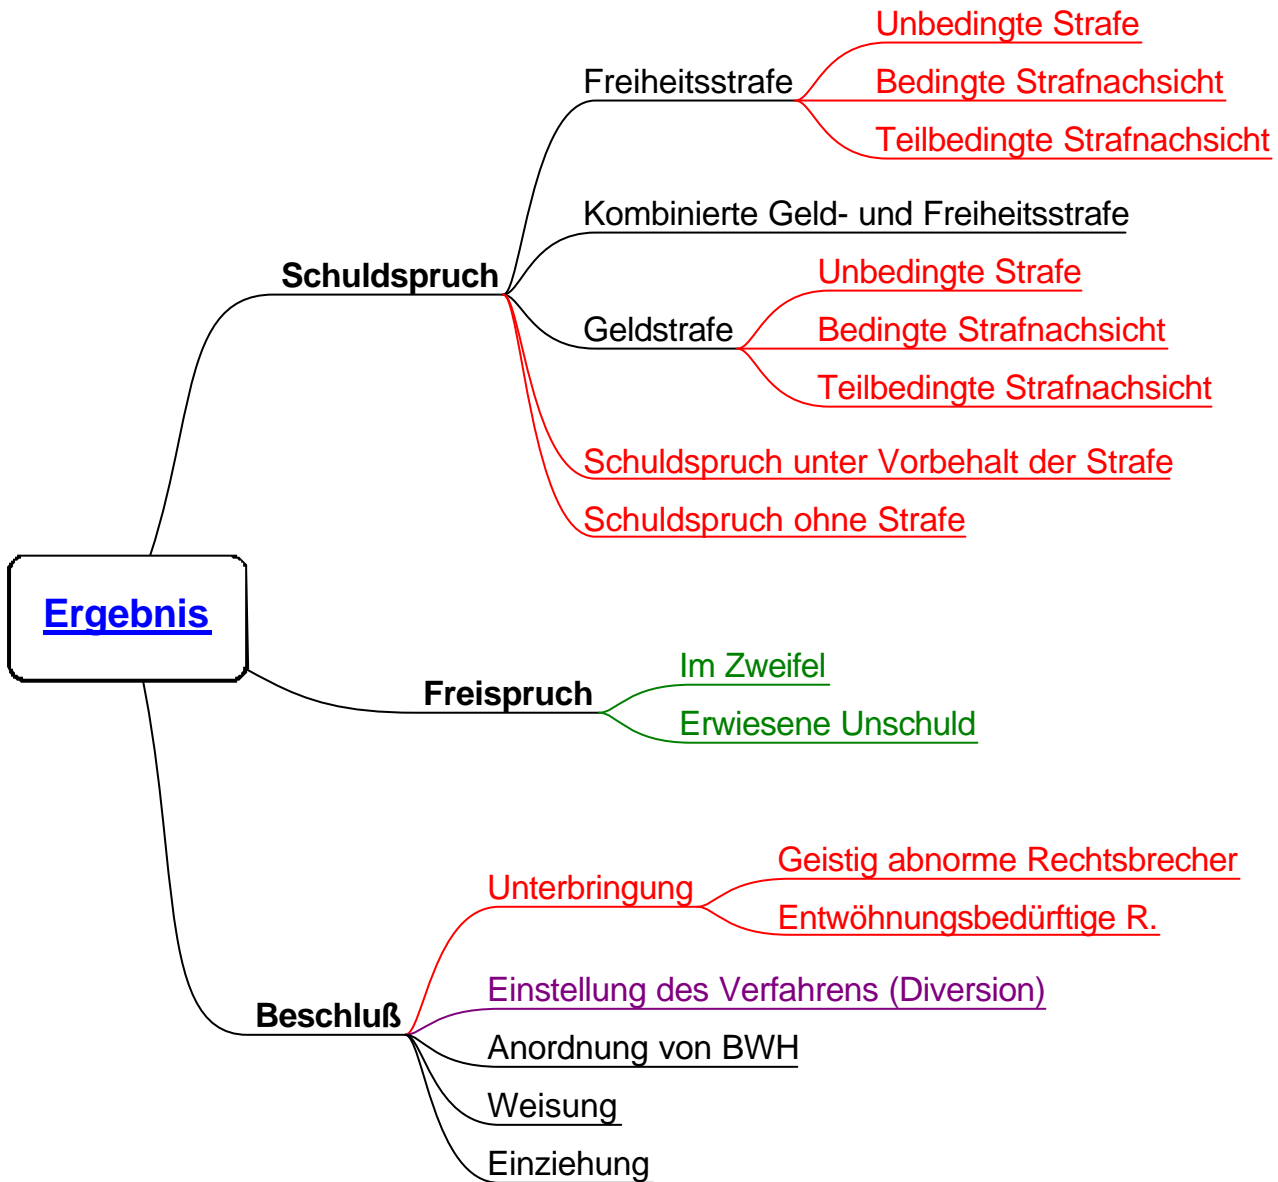 Unbedingte Strafe
Freiheitsstrafe
Bedingte Strafnachsicht
Teilbedingte Strafnachsicht
Kombinierte Geld- und Freiheitsstrafe
Schuldspruch
Unbedingte Strafe
Geldstrafe
Bedingte Strafnachsicht
Teilbedingte Strafnachsicht
Schuldspruch unter Vorbehalt der Strafe
Schuldspruch ohne Strafe
Ergebnis
Im Zweifel
Freispruch
Erwiesene Unschuld
Geistig abnorme Rechtsbrecher
Unterbringung
Entwöhnungsbedürftige R.
Einstellung des Verfahrens (Diversion)
Beschluß
Anordnung von BWH
Weisung
Einziehung